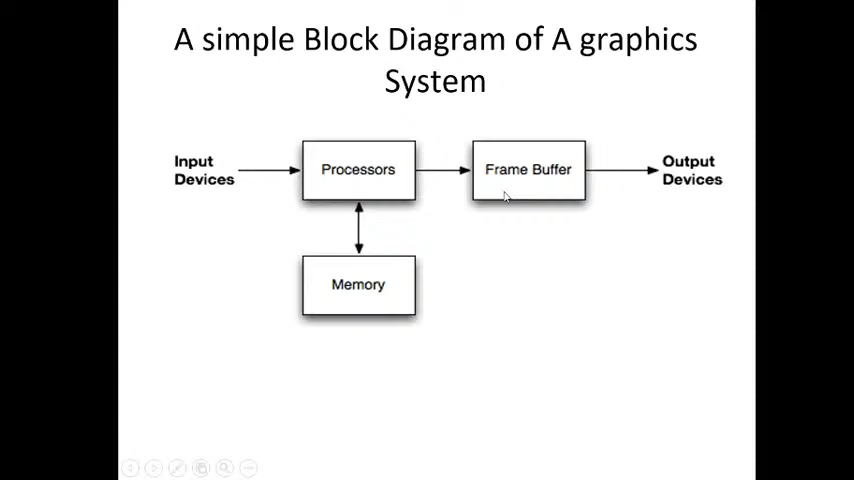 A simple Block Diagram of A graphics
System
Input
Devices
Processors
Frame Buffer
Output
Devices
Memory